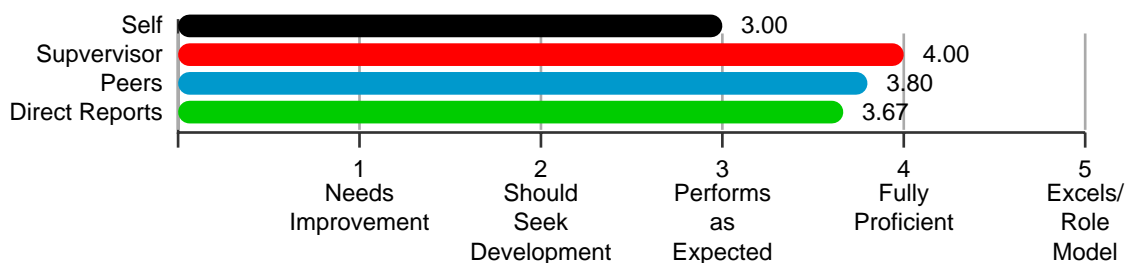 Self 3.00
Supvervisor 4.00
Peers 3.80
Direct Reports 3.67
1 2 3 4 5
Needs Should Performs Fully Excels/
Improvement Seek as Proficient Role
Development Expected Model